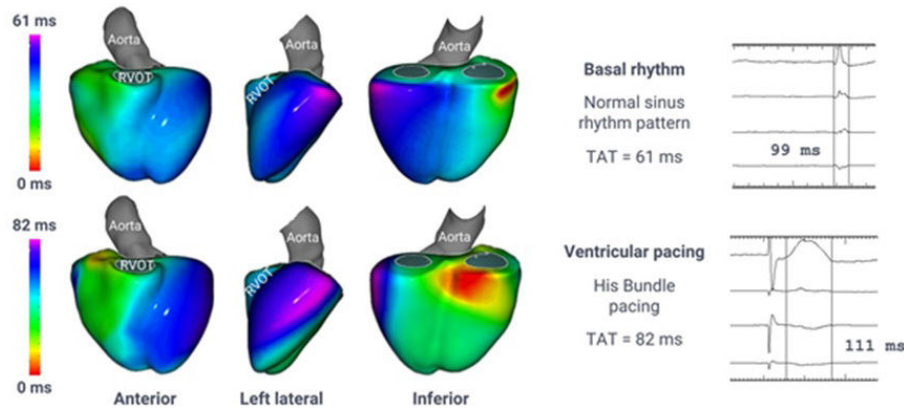 61 ms
0 ms
Aorta
RVOT
Aorta
RVOT
Aorta
Basal rhythm
Normal sinus
rhythm pattern
TAT = 61 ms
99 ms
82 ms
0 ms
Aorta
RVOT
Aorta
RVOT
Aorta
Ventricular pacing
His Bundle
pacing
TAT = 82 ms
111 ms
Anterior
Left lateral
Inferior